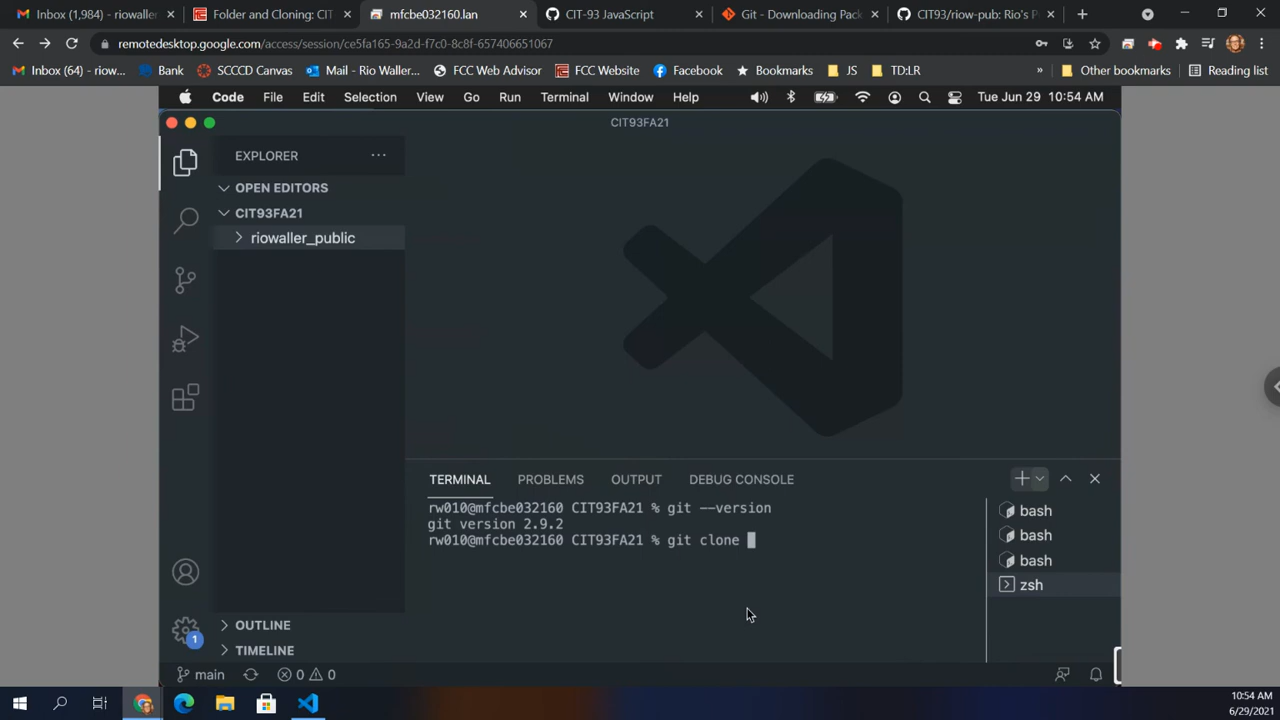 Inbox (1,984) - riowaller
Folder and Cloning: CIT
mfcbe032160.lan
CIT-93 JavaScript
Git - Downloading Pack
CIT93/riow-pub: Rio's P
remotedesktop.google.com/access/session/ce5fa165-9a2d-f7c0-8c8f-657406651067
Inbox (64) - riow...
Bank
SCCCD Canvas
Mail - Rio Waller...
FCC Web Advisor
FCC Website
Facebook
Bookmarks
JS
TD:LR
»
Other bookmarks
Reading list
Code
File
Edit
Selection
View
Go
Run
Terminal
Window
Help
Tue Jun 29 10:54 AM
CIT93FA21
EXPLORER
OPEN EDITORS
CIT93FA21
riowaller_public
TERMINAL
PROBLEMS
OUTPUT
DEBUG CONSOLE
rw010@mfcbe032160 CIT93FA21 % git --version
git version 2.9.2
rw010@mfcbe032160 CIT93FA21 % git clone
bash
bash
bash
zsh
1
OUTLINE
TIMELINE
main
0
0
10:54 AM
6/29/2021